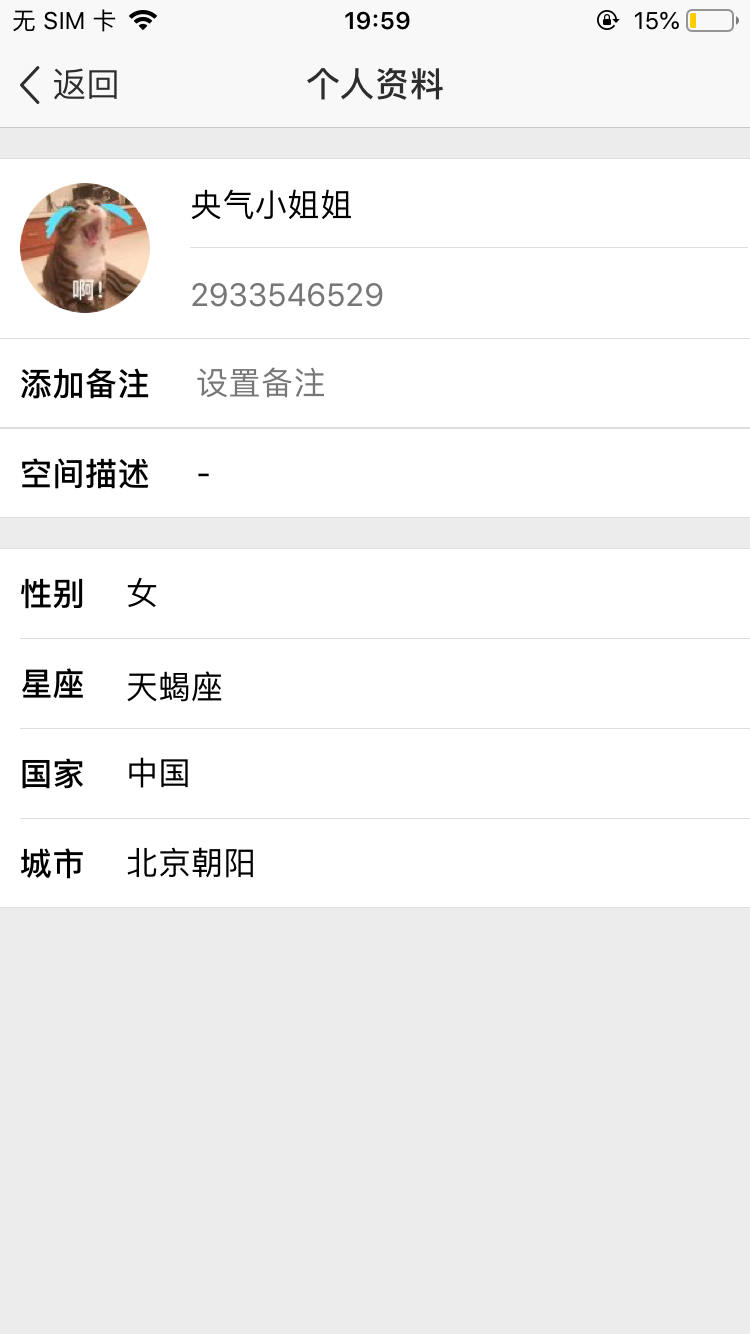 无 SIM 卡 19:59 15%
返回 个人资料
央气小姐姐
啊!
2933546529
添加备注 设置备注
空间描述 -
性别 女
星座 天蝎座
国家 中国
城市 北京朝阳